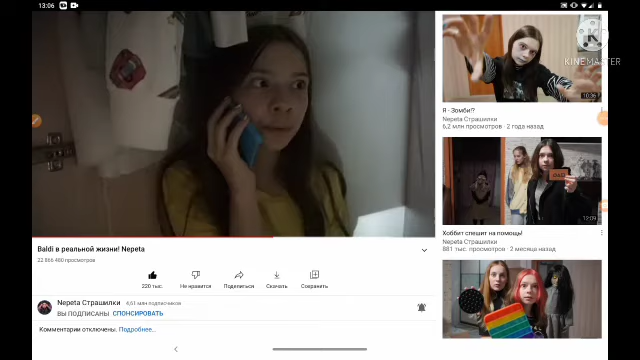 13:06
KINEMASTER
10:36
Я - Зомби!?
Nepeta Страшилки
6,2 млн просмотров · 2 года назад
12:09
Хоббит спешит на помощь!
Nepeta Страшилки
881 тыс. просмотров · 2 месяца назад
Baldi в реальной жизни! Nepeta
22 866 480 просмотров
220 тыс.
Не нравится
Поделиться
Скачать
Сохранить
Nepeta Страшилки 4,61 млн подписчиков
ВЫ ПОДПИСАНЫ СПОНСИРОВАТЬ
Комментарии отключены. Подробнее…